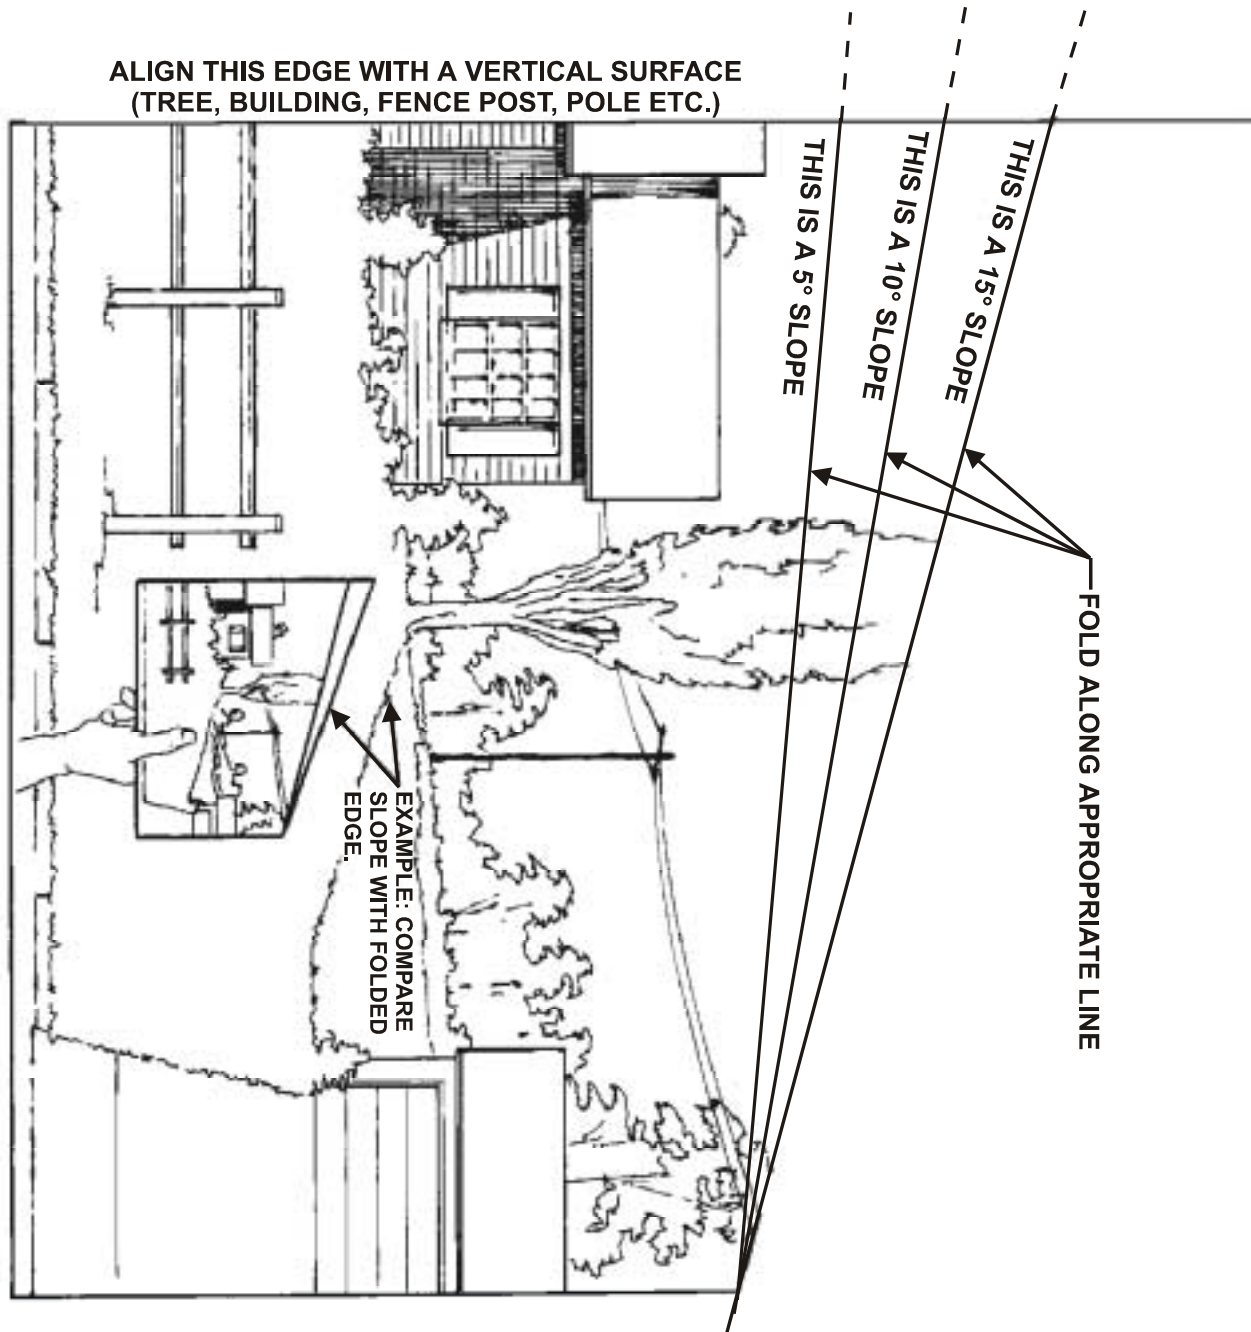 ALIGN THIS EDGE WITH A VERTICAL SURFACE
(TREE, BUILDING, FENCE POST, POLE ETC.)
THIS IS A 5° SLOPE
THIS IS A 10° SLOPE
THIS IS A 15° SLOPE
FOLD ALONG APPROPRIATE LINE
EXAMPLE: COMPARE
SLOPE WITH FOLDED
EDGE.